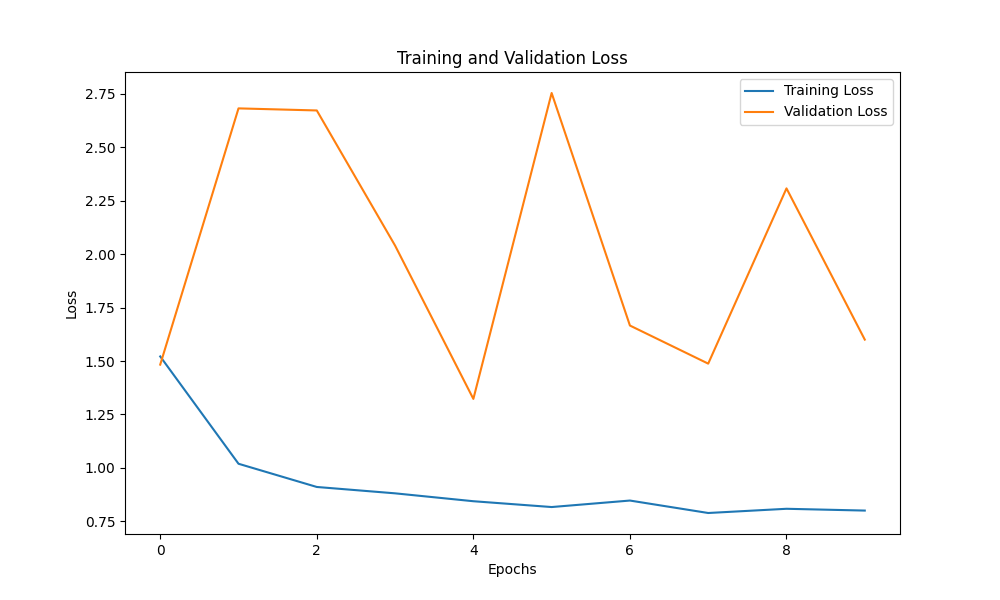 Training and Validation Loss
Training Loss
Validation Loss
2.75
2.50
2.25
2.00
1.75
1.50
1.25
1.00
0.75
Loss
0 2 4 6 8
Epochs